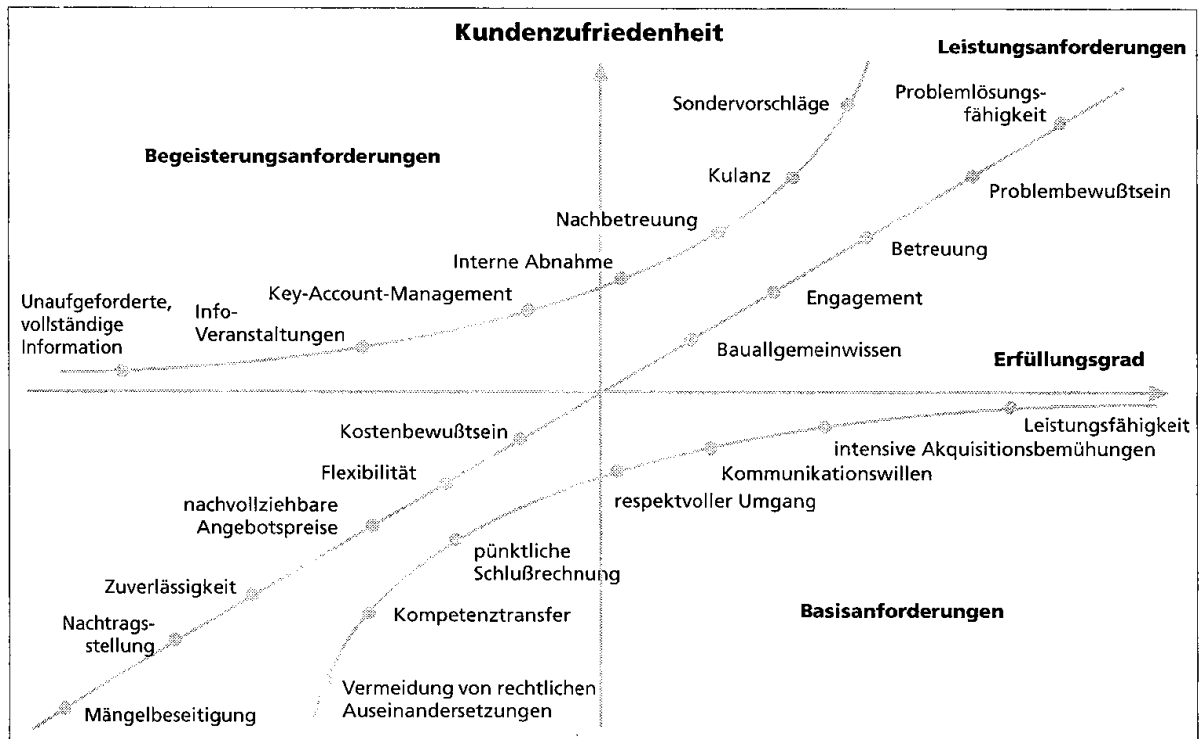 Kundenzufriedenheit
Leistungsanforderungen
Problemlösungs-
fähigkeit
Sondervorschläge
Begeisterungsanforderungen
Kulanz
Problembewußtsein
Nachbetreuung
Betreuung
Interne Abnahme
Key-Account-Management
Engagement
Unaufgeforderte,
vollständige
Information
Info-
Veranstaltungen
Bauallgemeinwissen
Erfüllungsgrad
Kostenbewußtsein
Leistungsfähigkeit
intensive Akquisitionsbemühungen
Flexibilität
Kommunikationswillen
nachvollziehbare
Angebotspreise
respektvoller Umgang
pünktliche
Schlußrechnung
Zuverlässigkeit
Kompetenztransfer
Basisanforderungen
Nachtrags-
stellung
Vermeidung von rechtlichen
Auseinandersetzungen
Mängelbeseitigung